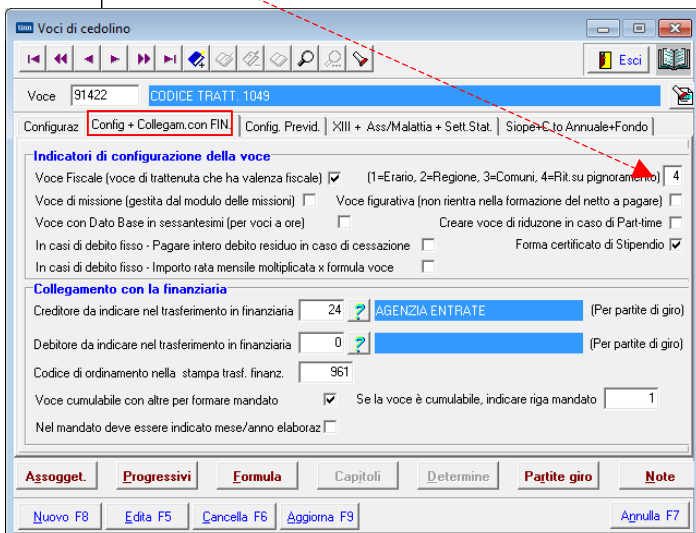 tinn Voci di cedolino
Esci
Voce 91422 CODICE TRATT. 1049
Configuraz Config + Collegam.con FIN. Config. Previd. XIII + Ass/Malattia + Sett.Stat. Siope+C.to Annuale+Fondo
Indicatori di configurazione della voce
Voce Fiscale (voce di trattenuta che ha valenza fiscale) (1=Erario, 2=Regione, 3=Comuni, 4=Rit.su pignoramento) 4
Voce di missione (gestita dal modulo delle missioni) Voce figurativa (non rientra nella formazione del netto a pagare)
Voce con Dato Base in sessantesimi (per voci a ore) Creare voce di riduzone in caso di Part-time
In casi di debito fisso - Pagare intero debito residuo in caso di cessazione Forma certificato di Stipendio
In casi di debito fisso - Importo rata mensile moltiplicata x formula voce
Collegamento con la finanziaria
Creditore da indicare nel trasferimento in finanziaria 24 ? AGENZIA ENTRATE (Per partite di giro)
Debitore da indicare nel trasferimento in finanziaria 0 ? (Per partite di giro)
Codice di ordinamento nella stampa trasf. finanz. 961
Voce cumulabile con altre per formare mandato Se la voce è cumulabile, indicare riga mandato 1
Nel mandato deve essere indicato mese/anno elaboraz
Assogget. Progressivi Formula Capitoli Determine Partite giro Note
Nuovo F8 Edita F5 Cancella F6 Aggiorna F9 Annulla F7